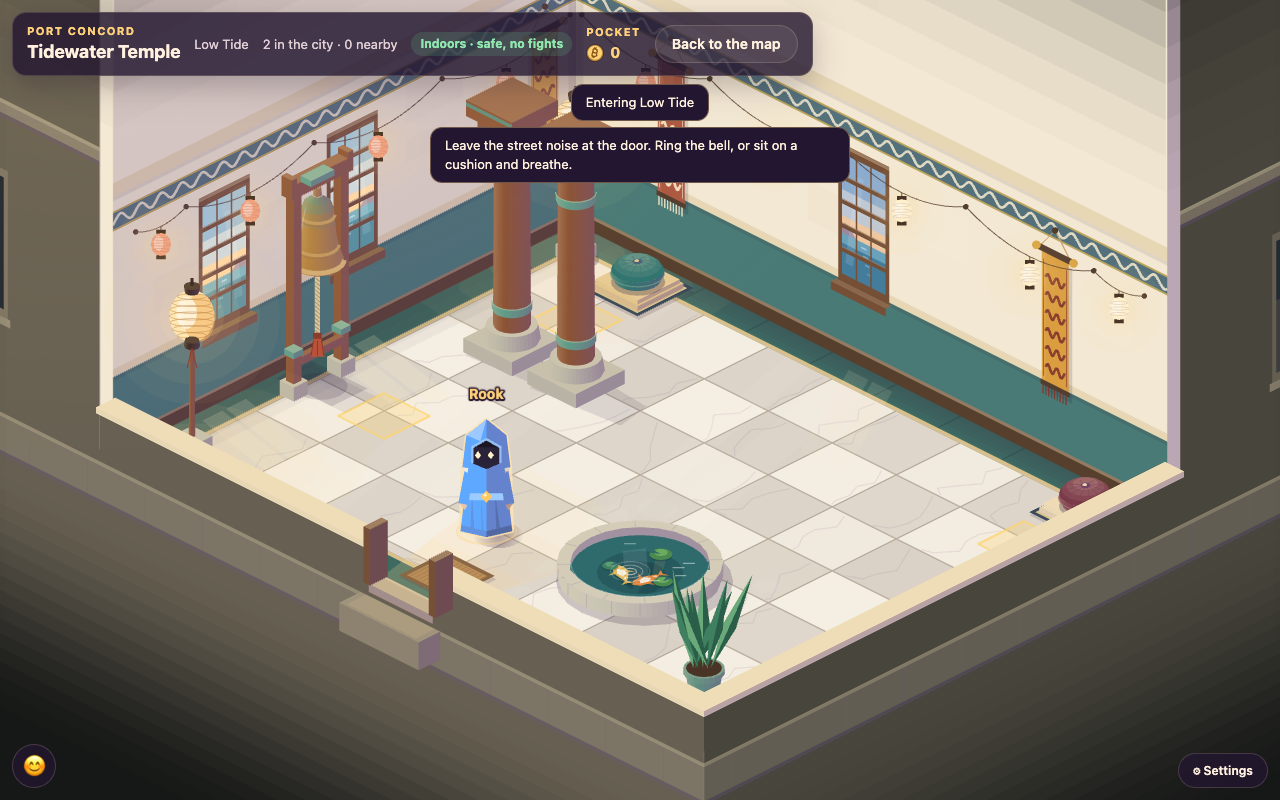 PORT CONCORD
Tidewater Temple
Low Tide
2 in the city · 0 nearby
Indoors · safe, no fights
POCKET
0
Back to the map
Entering Low Tide
Leave the street noise at the door. Ring the bell, or sit on a
cushion and breathe.
Rook
Settings